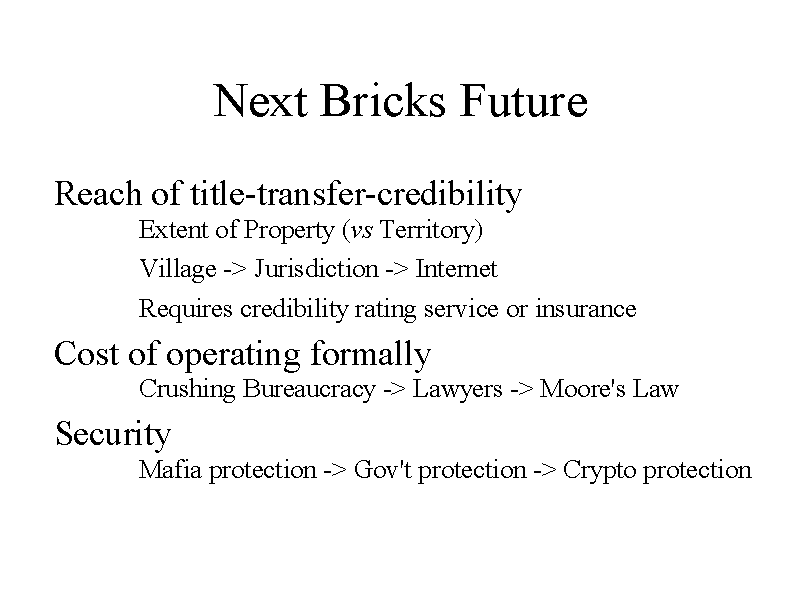 Next Bricks Future
Reach of title-transfer-credibility
Extent of Property (vs Territory)
Village -> Jurisdiction -> Internet
Requires credibility rating service or insurance
Cost of operating formally
Crushing Bureaucracy -> Lawyers -> Moore's Law
Security
Mafia protection -> Gov't protection -> Crypto protection